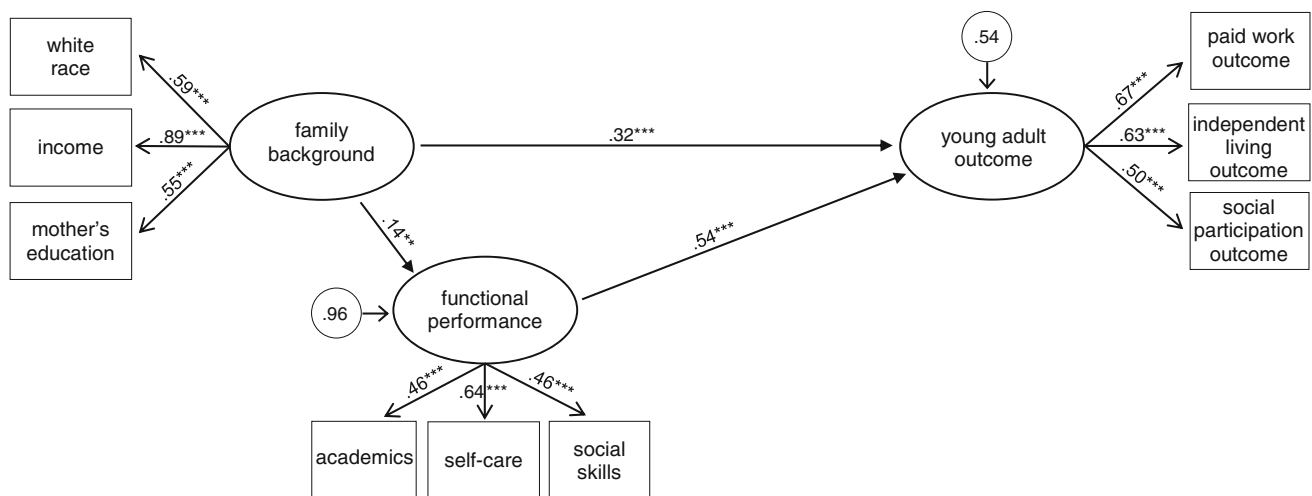 white
race
income
mother's
education
.59***
.89***
.55***
family
background
.32***
.14**
.54***
.54
young adult
outcome
.67***
.63***
.50***
paid work
outcome
independent
living
outcome
social
participation
outcome
.96
functional
performance
.46***
.64***
.46***
academics
self-care
social
skills